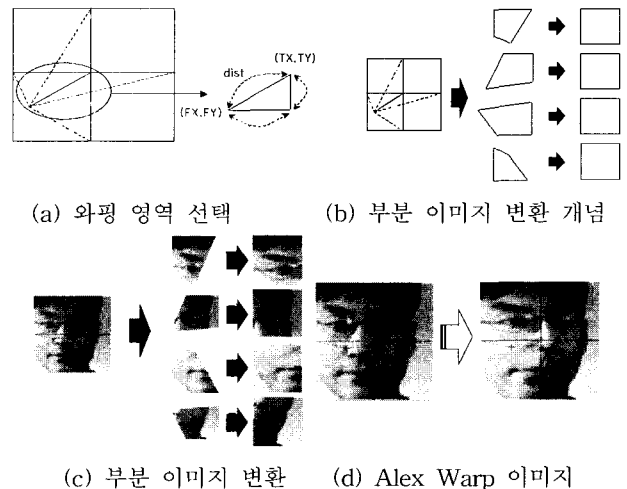 (TX,TY)
dist
(FX,FY)
(a) 와핑 영역 선택
(b) 부분 이미지 변환 개념
(c) 부분 이미지 변환
(d) Alex Warp 이미지